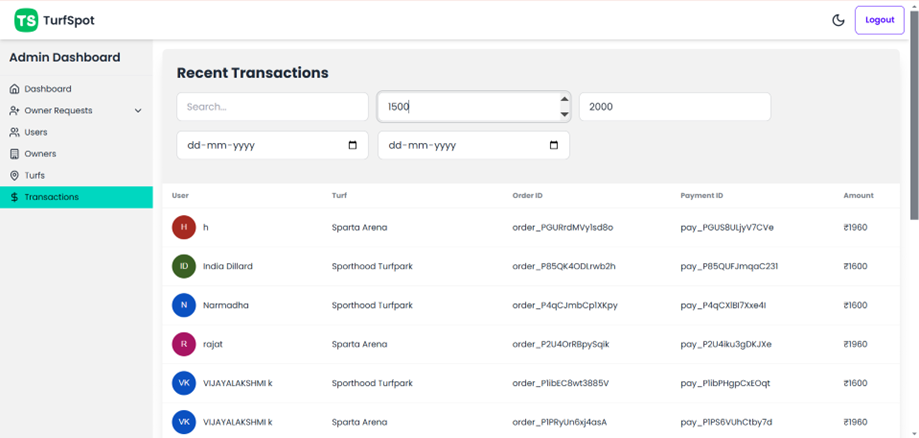 TS TurfSpot
Logout
Admin Dashboard
Dashboard
Owner Requests
Users
Owners
Turfs
Transactions
Recent Transactions
Search... 1500 2000
dd-mm-yyyy dd-mm-yyyy
User Turf Order ID Payment ID Amount
H h Sparta Arena order_PGURrdMVy1sd8o pay_PGUS8ULjyV7CVe ₹1960
ID India Dillard Sporthood Turfpark order_P85QK4ODLrwb2h pay_P85QUFJmqaC231 ₹1600
N Narmadha Sporthood Turfpark order_P4qCJmbCp1XKpy pay_P4qCXlBI7Xxe4I ₹1600
R rajat Sparta Arena order_P2U4OrRBpySqik pay_P2U4iku3gDKJXe ₹1960
VK VIJAYALAKSHMI k Sporthood Turfpark order_P1ibEC8wt3885V pay_P1ibPHgpCxEOqt ₹1600
VK VIJAYALAKSHMI k Sparta Arena order_P1PRyUn6xj4asA pay_P1PS6VUhCtby7d ₹1960